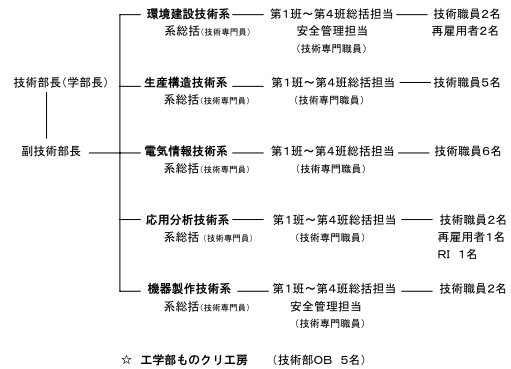 環境建設技術系 第1班～第4班総括担当 技術職員2名
系総括(技術専門員) 安全管理担当 再雇用者2名
(技術専門職員)
技術部長(学部長) 生産構造技術系 第1班～第4班総括担当 技術職員5名
系総括(技術専門員) (技術専門職員)
副技術部長 電気情報技術系 第1班～第4班総括担当 技術職員6名
系総括(技術専門員) (技術専門職員)
応用分析技術系 第1班～第4班総括担当 技術職員2名
系総括(技術専門員) (技術専門職員) 再雇用者1名
RI 1名
機器製作技術系 第1班～第4班総括担当 技術職員2名
系総括(技術専門員) 安全管理担当
(技術専門職員)
☆ 工学部ものクリ工房 (技術部OB 5名)